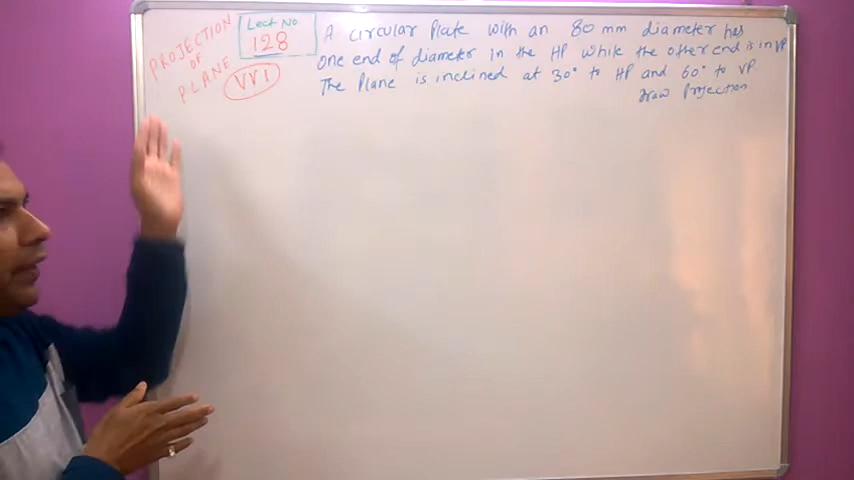 PROJECTION
OF
PLANE
Lect No
128
VVI
A circular Plate with an 80 mm diameter has
one end of diameter in the HP while the other end is in VP
The Plane is inclined at 30° to HP and 60° to VP
Draw Projection